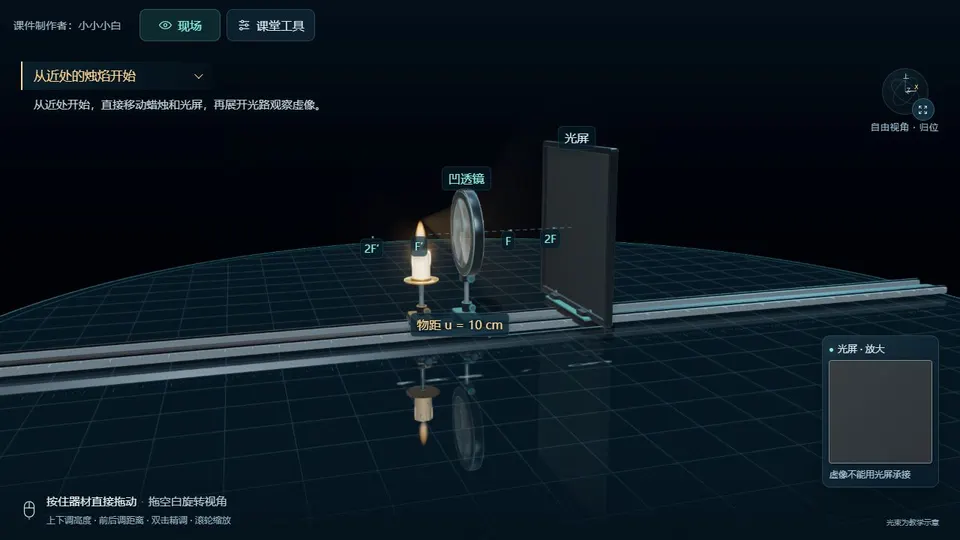 课件制作者：小小小白
现场
课堂工具
从近处的烛焰开始
从近处开始，直接移动蜡烛和光屏，再展开光路观察虚像。
自由视角 · 归位
光屏
凹透镜
2F'
F'
F
2F
物距 u = 10 cm
光屏 · 放大
虚像不能用光屏承接
按住器材直接拖动 · 拖空白旋转视角
上下调高度 · 前后调距离 · 双击精调 · 滚轮缩放
光束为教学示意